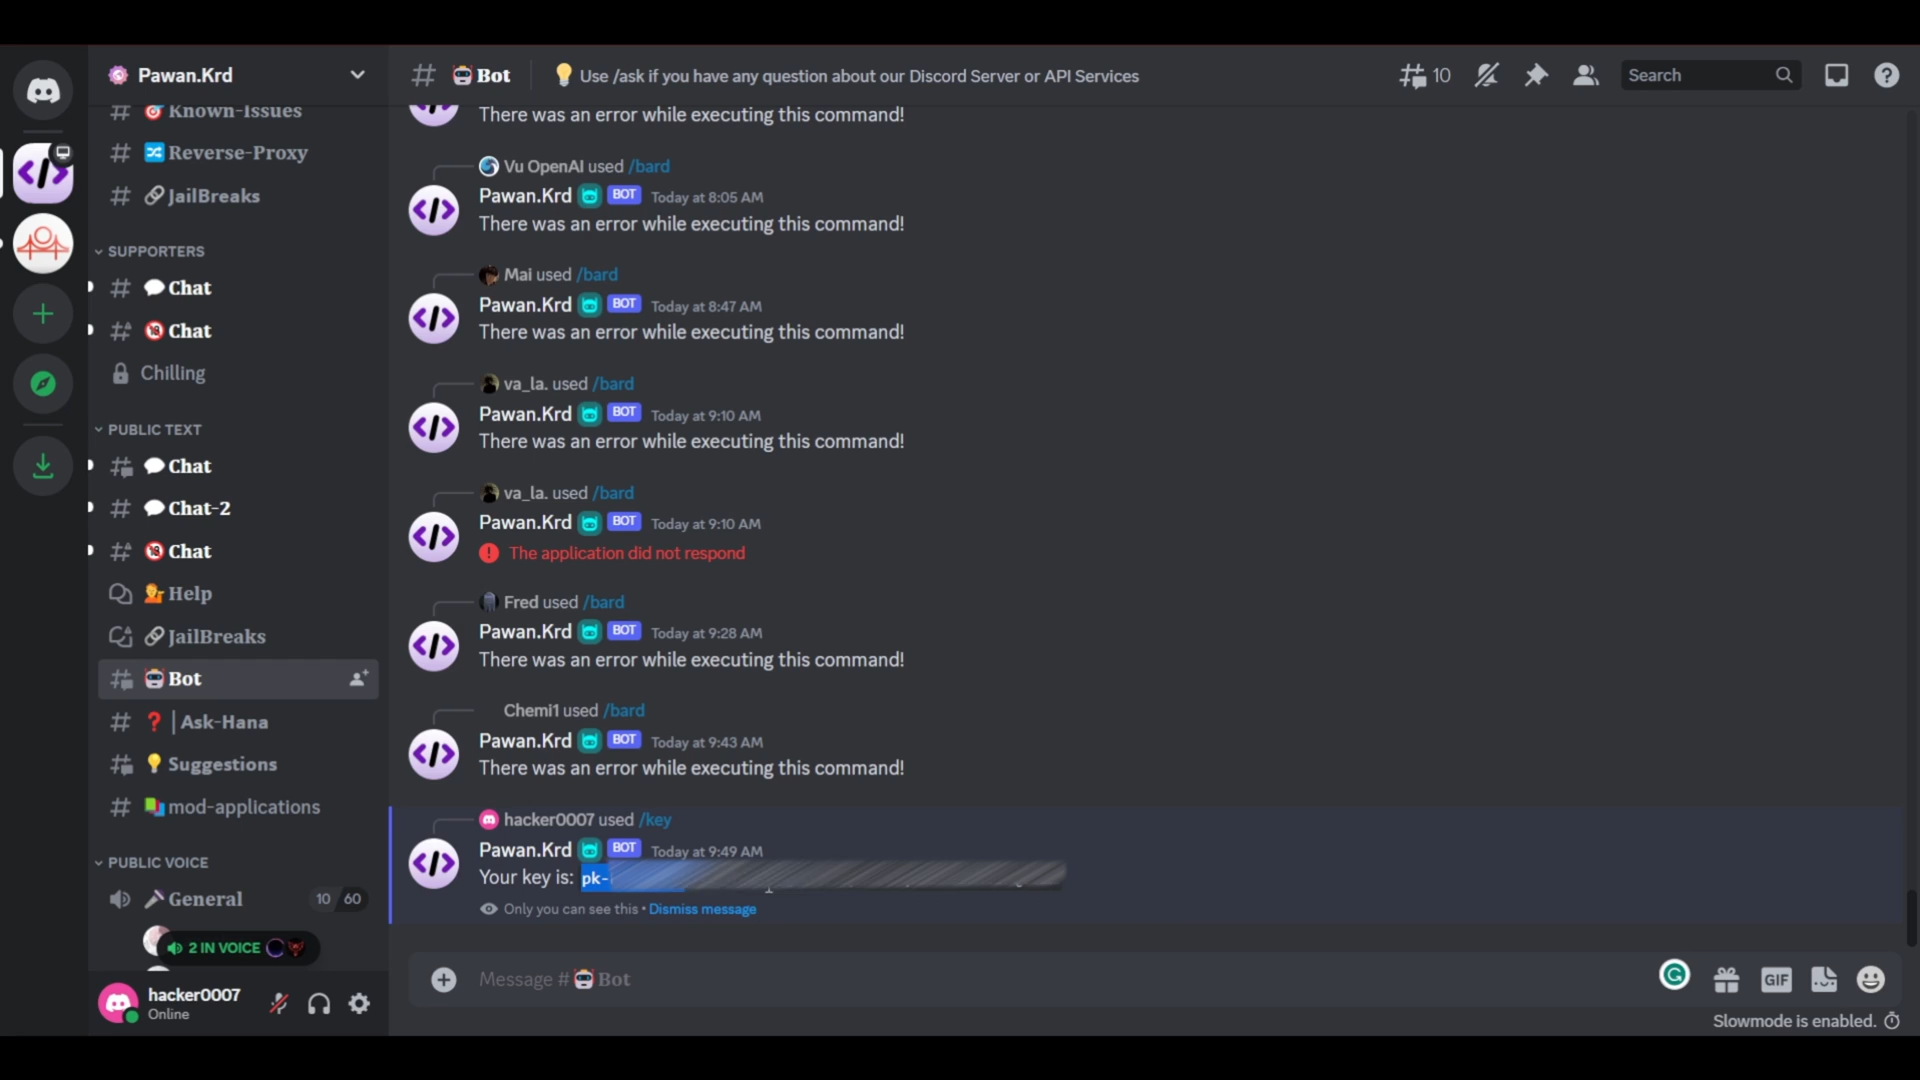 Pawan.Krd
# Known-Issues
# Reverse-Proxy
# JailBreaks
SUPPORTERS
# Chat
# Chat
Chilling
PUBLIC TEXT
# Chat
# Chat-2
# Chat
Help
JailBreaks
# Bot
# ❓ | Ask-Hana
# Suggestions
# mod-applications
PUBLIC VOICE
General 10 60
2 IN VOICE
hacker0007
Online
# Bot Use /ask if you have any question about our Discord Server or API Services
10 Search
There was an error while executing this command!
Vu OpenAI used /bard
Pawan.Krd BOT Today at 8:05 AM
There was an error while executing this command!
Mai used /bard
Pawan.Krd BOT Today at 8:47 AM
There was an error while executing this command!
va_la. used /bard
Pawan.Krd BOT Today at 9:10 AM
There was an error while executing this command!
va_la. used /bard
Pawan.Krd BOT Today at 9:10 AM
The application did not respond
Fred used /bard
Pawan.Krd BOT Today at 9:28 AM
There was an error while executing this command!
Chemi1 used /bard
Pawan.Krd BOT Today at 9:43 AM
There was an error while executing this command!
hacker0007 used /key
Pawan.Krd BOT Today at 9:49 AM
Your key is: pk-
Only you can see this • Dismiss message
Message # Bot
GIF
Slowmode is enabled.